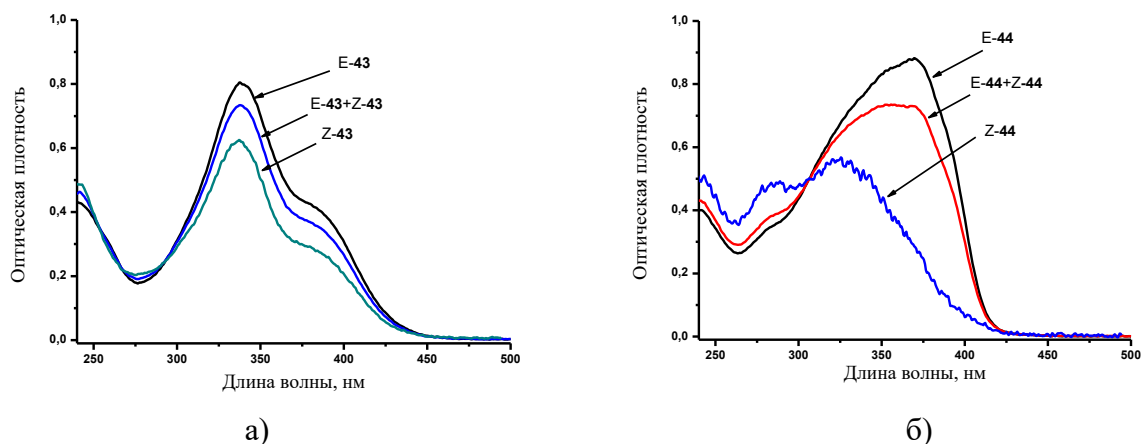 1,0
0,8
0,6
0,4
0,2
0,0
Оптическая плотность
E-43
E-43+Z-43
Z-43
250 300 350 400 450 500
Длина волны, нм
а)
1,0
0,8
0,6
0,4
0,2
0,0
Оптическая плотность
E-44
E-44+Z-44
Z-44
250 300 350 400 450 500
Длина волны, нм
б)